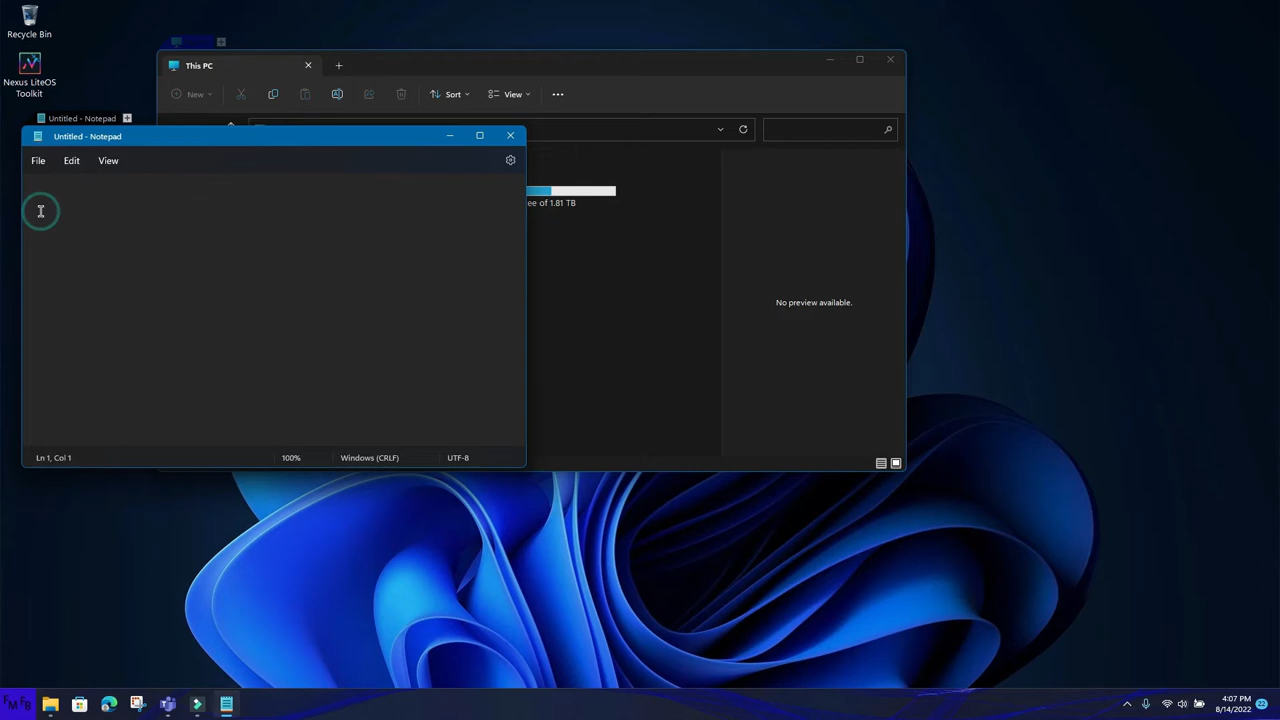 Recycle Bin
Nexus LiteOS
Toolkit
This PC
New
Sort
View
Untitled - Notepad
Untitled - Notepad
File
Edit
View
ee of 1.81 TB
No preview available.
Ln 1, Col 1
100%
Windows (CRLF)
UTF-8
4:07 PM
8/14/2022
22